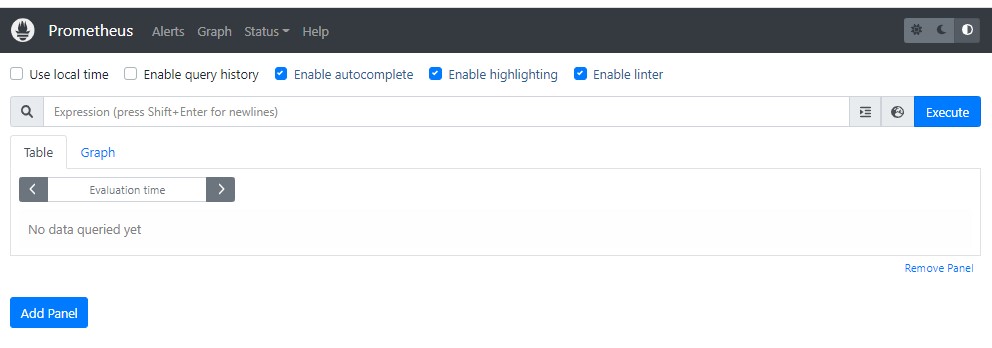 Prometheus Alerts Graph Status Help
Use local time Enable query history Enable autocomplete Enable highlighting Enable linter
Expression (press Shift+Enter for newlines) Execute
Table Graph
Evaluation time
No data queried yet
Remove Panel
Add Panel